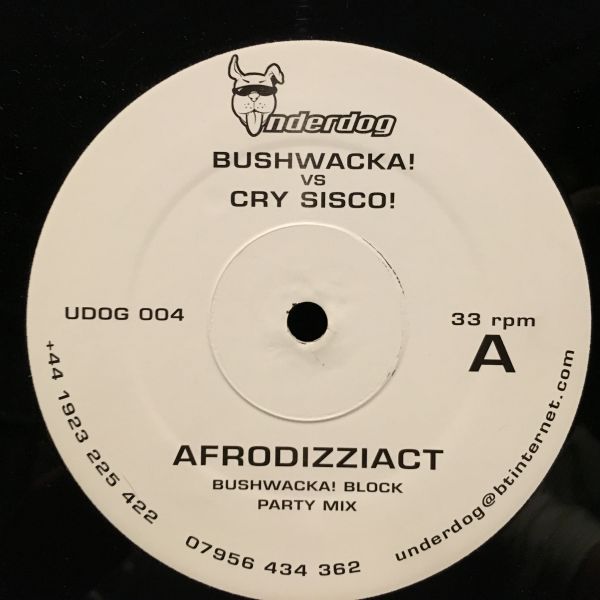 Underdog
BUSHWACKA!
VS
CRY SISCO!
UDOG 004
33 rpm
A
AFRODIZZIACT
BUSHWACKA! BLOCK
PARTY MIX
+44 1923 225 422
07956 434 362
underdog@btinternet.com